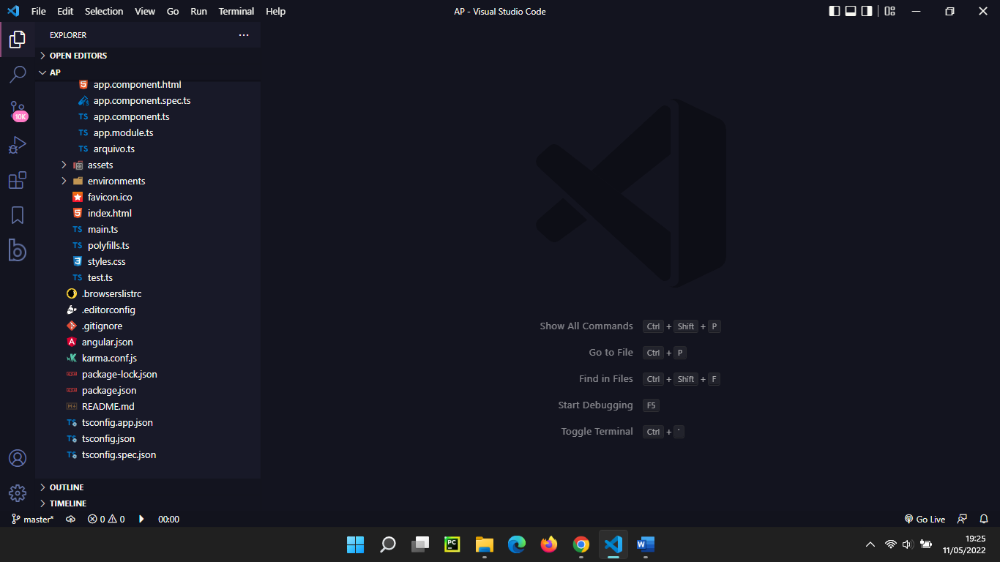 File Edit Selection View Go Run Terminal Help
AP - Visual Studio Code
EXPLORER
OPEN EDITORS
AP
app.component.html
app.component.spec.ts
TS app.component.ts
TS app.module.ts
TS arquivo.ts
assets
environments
favicon.ico
index.html
TS main.ts
TS polyfills.ts
styles.css
TS test.ts
.browserslistrc
.editorconfig
.gitignore
angular.json
karma.conf.js
package-lock.json
package.json
README.md
TS tsconfig.app.json
TS tsconfig.json
TS tsconfig.spec.json
OUTLINE
TIMELINE
10K
Show All Commands Ctrl + Shift + P
Go to File Ctrl + P
Find in Files Ctrl + Shift + F
Start Debugging F5
Toggle Terminal Ctrl + `
master* 0 0 00:00
Go Live
PC
W
19:25
11/05/2022